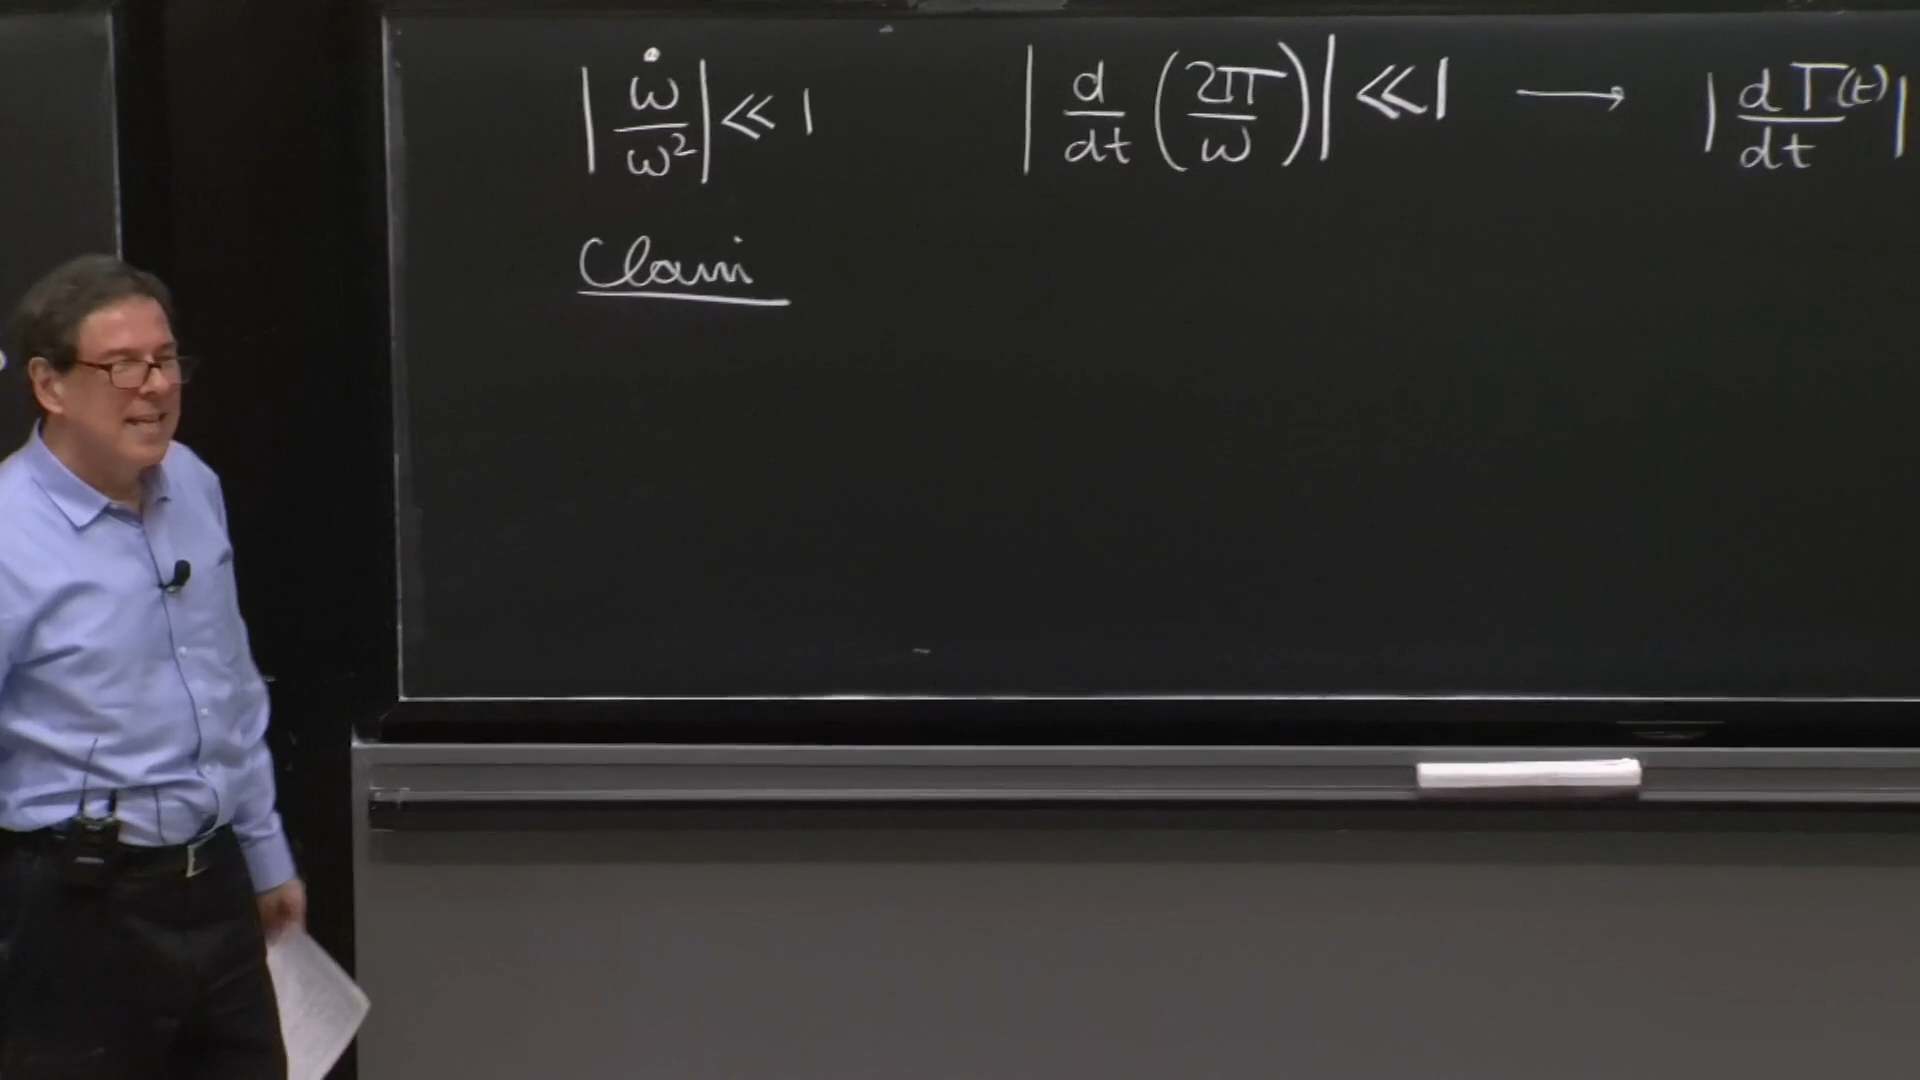 |ω̇/ω²| ≪ 1   |d/dt (2π/ω)| ≪ 1 ⟶ |dT(t)/dt|
Claim